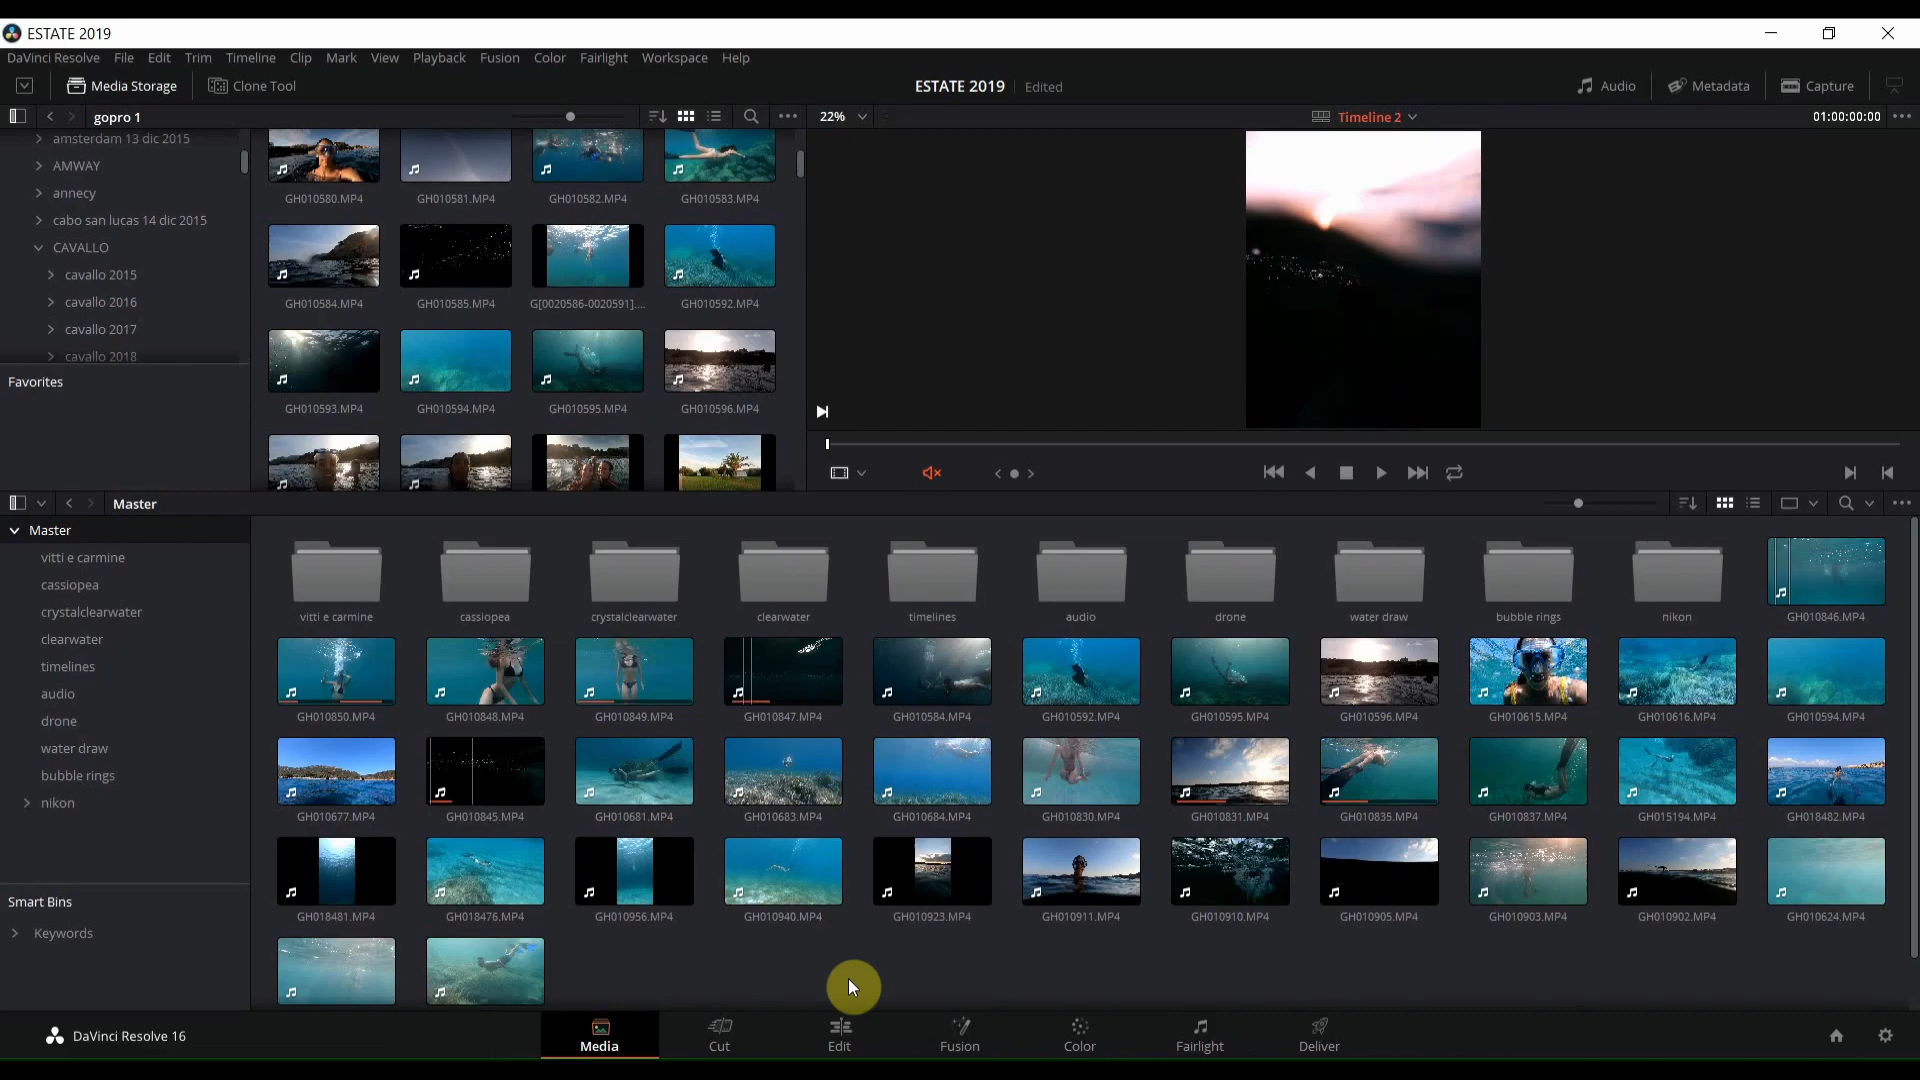 ESTATE 2019
DaVinci Resolve File Edit Trim Timeline Clip Mark View Playback Fusion Color Fairlight Workspace Help
Media Storage Clone Tool ESTATE 2019 Edited Audio Metadata Capture
gopro 1 22% Timeline 2 01:00:00:00
amsterdam 13 dic 2015
AMWAY
annecy
cabo san lucas 14 dic 2015
CAVALLO
cavallo 2015
cavallo 2016
cavallo 2017
cavallo 2018
Favorites
GH010580.MP4 GH010581.MP4 GH010582.MP4 GH010583.MP4
GH010584.MP4 GH010585.MP4 G[0020586-0020591].... GH010592.MP4
GH010593.MP4 GH010594.MP4 GH010595.MP4 GH010596.MP4
Master
Master
vitti e carmine
cassiopea
crystalclearwater
clearwater
timelines
audio
drone
water draw
bubble rings
nikon
Smart Bins
Keywords
vitti e carmine cassiopea crystalclearwater clearwater timelines audio drone water draw bubble rings nikon GH010846.MP4
GH010850.MP4 GH010848.MP4 GH010849.MP4 GH010847.MP4 GH010584.MP4 GH010592.MP4 GH010595.MP4 GH010596.MP4 GH010615.MP4 GH010616.MP4 GH010594.MP4
GH010677.MP4 GH010845.MP4 GH010681.MP4 GH010683.MP4 GH010684.MP4 GH010830.MP4 GH010831.MP4 GH010835.MP4 GH010837.MP4 GH015194.MP4 GH018482.MP4
GH018481.MP4 GH018476.MP4 GH010956.MP4 GH010940.MP4 GH010923.MP4 GH010911.MP4 GH010910.MP4 GH010905.MP4 GH010903.MP4 GH010902.MP4 GH010624.MP4
DaVinci Resolve 16 Media Cut Edit Fusion Color Fairlight Deliver